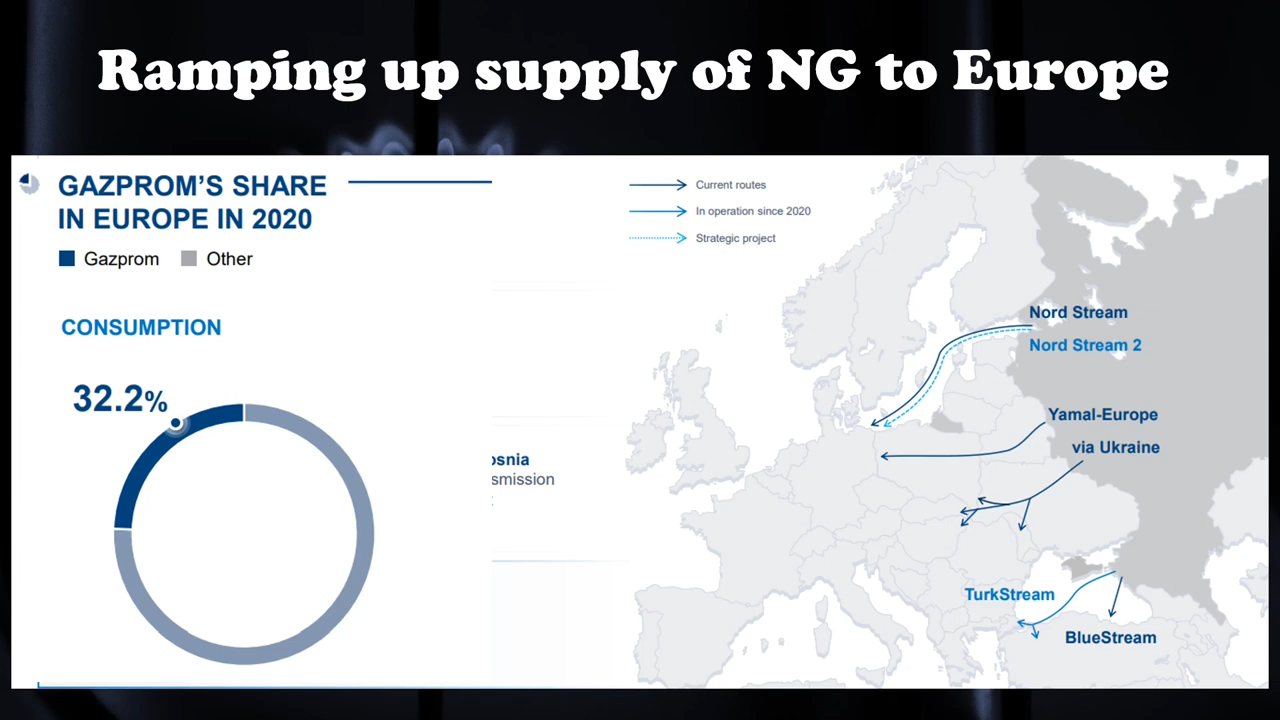 Ramping up supply of NG to Europe
GAZPROM'S SHARE
IN EUROPE IN 2020
Gazprom
Other
CONSUMPTION
32.2%
osnia
smission
Current routes
In operation since 2020
Strategic project
Nord Stream
Nord Stream 2
Yamal-Europe
via Ukraine
TurkStream
BlueStream